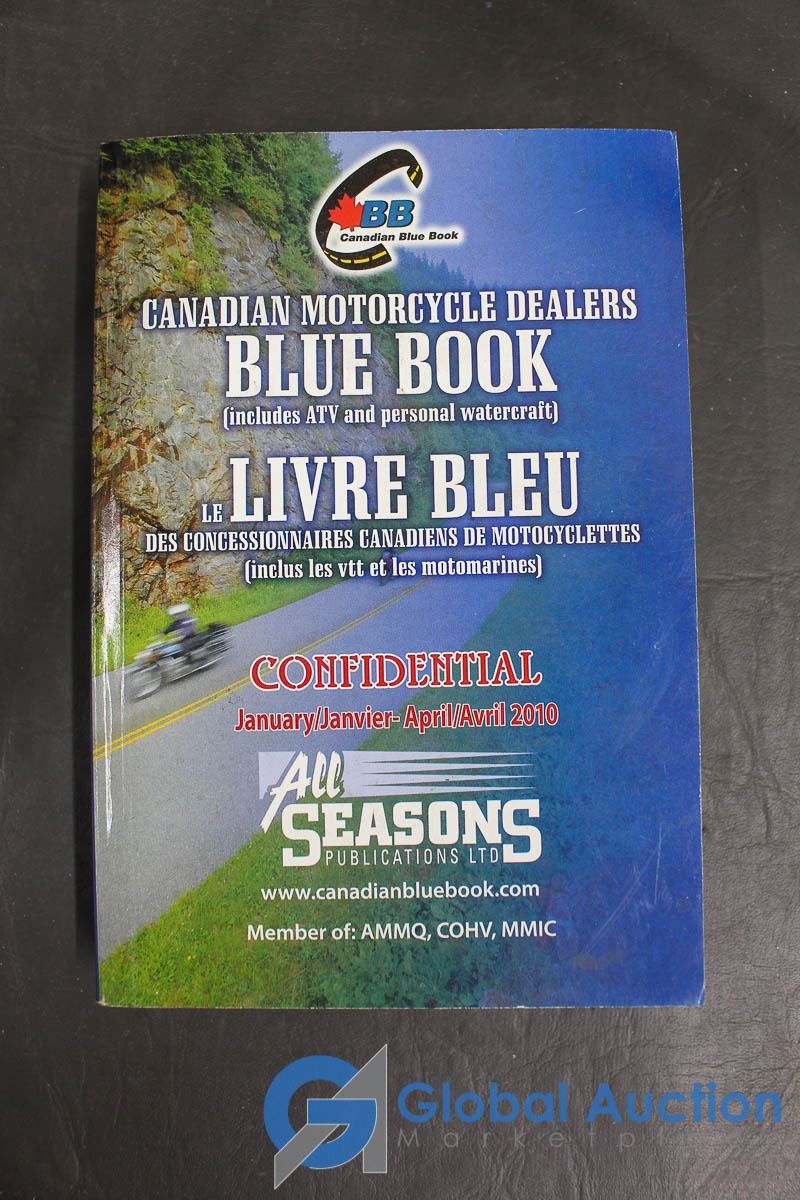 BB
Canadian Blue Book
CANADIAN MOTORCYCLE DEALERS
BLUE BOOK
(includes ATV and personal watercraft)
LE LIVRE BLEU
DES CONCESSIONNAIRES CANADIENS DE MOTOCYCLETTES
(inclus les vtt et les motomarines)
CONFIDENTIAL
January/Janvier- April/Avril 2010
All
SEASONS
PUBLICATIONS LTD
www.canadianbluebook.com
Member of: AMMQ, COHV, MMIC
Global Auction